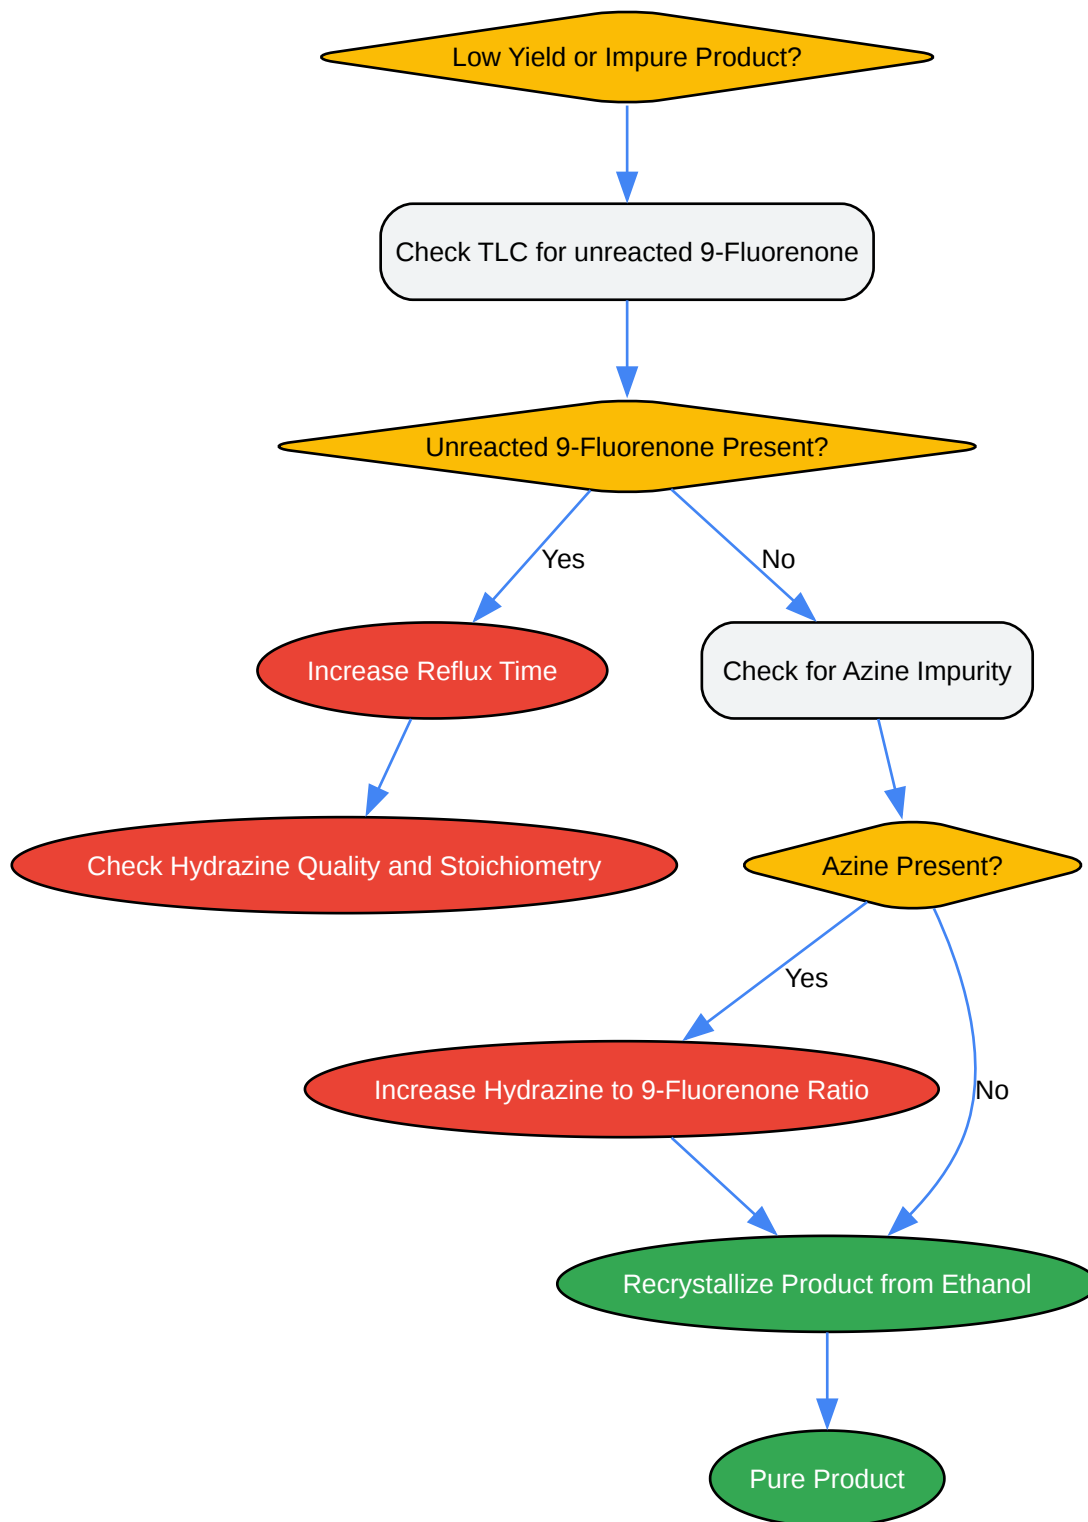 Low Yield or Impure Product?
Check TLC for unreacted 9-Fluorenone
Unreacted 9-Fluorenone Present?
Yes
No
Increase Reflux Time
Check for Azine Impurity
Check Hydrazine Quality and Stoichiometry
Azine Present?
Yes
Increase Hydrazine to 9-Fluorenone Ratio
No
Recrystallize Product from Ethanol
Pure Product